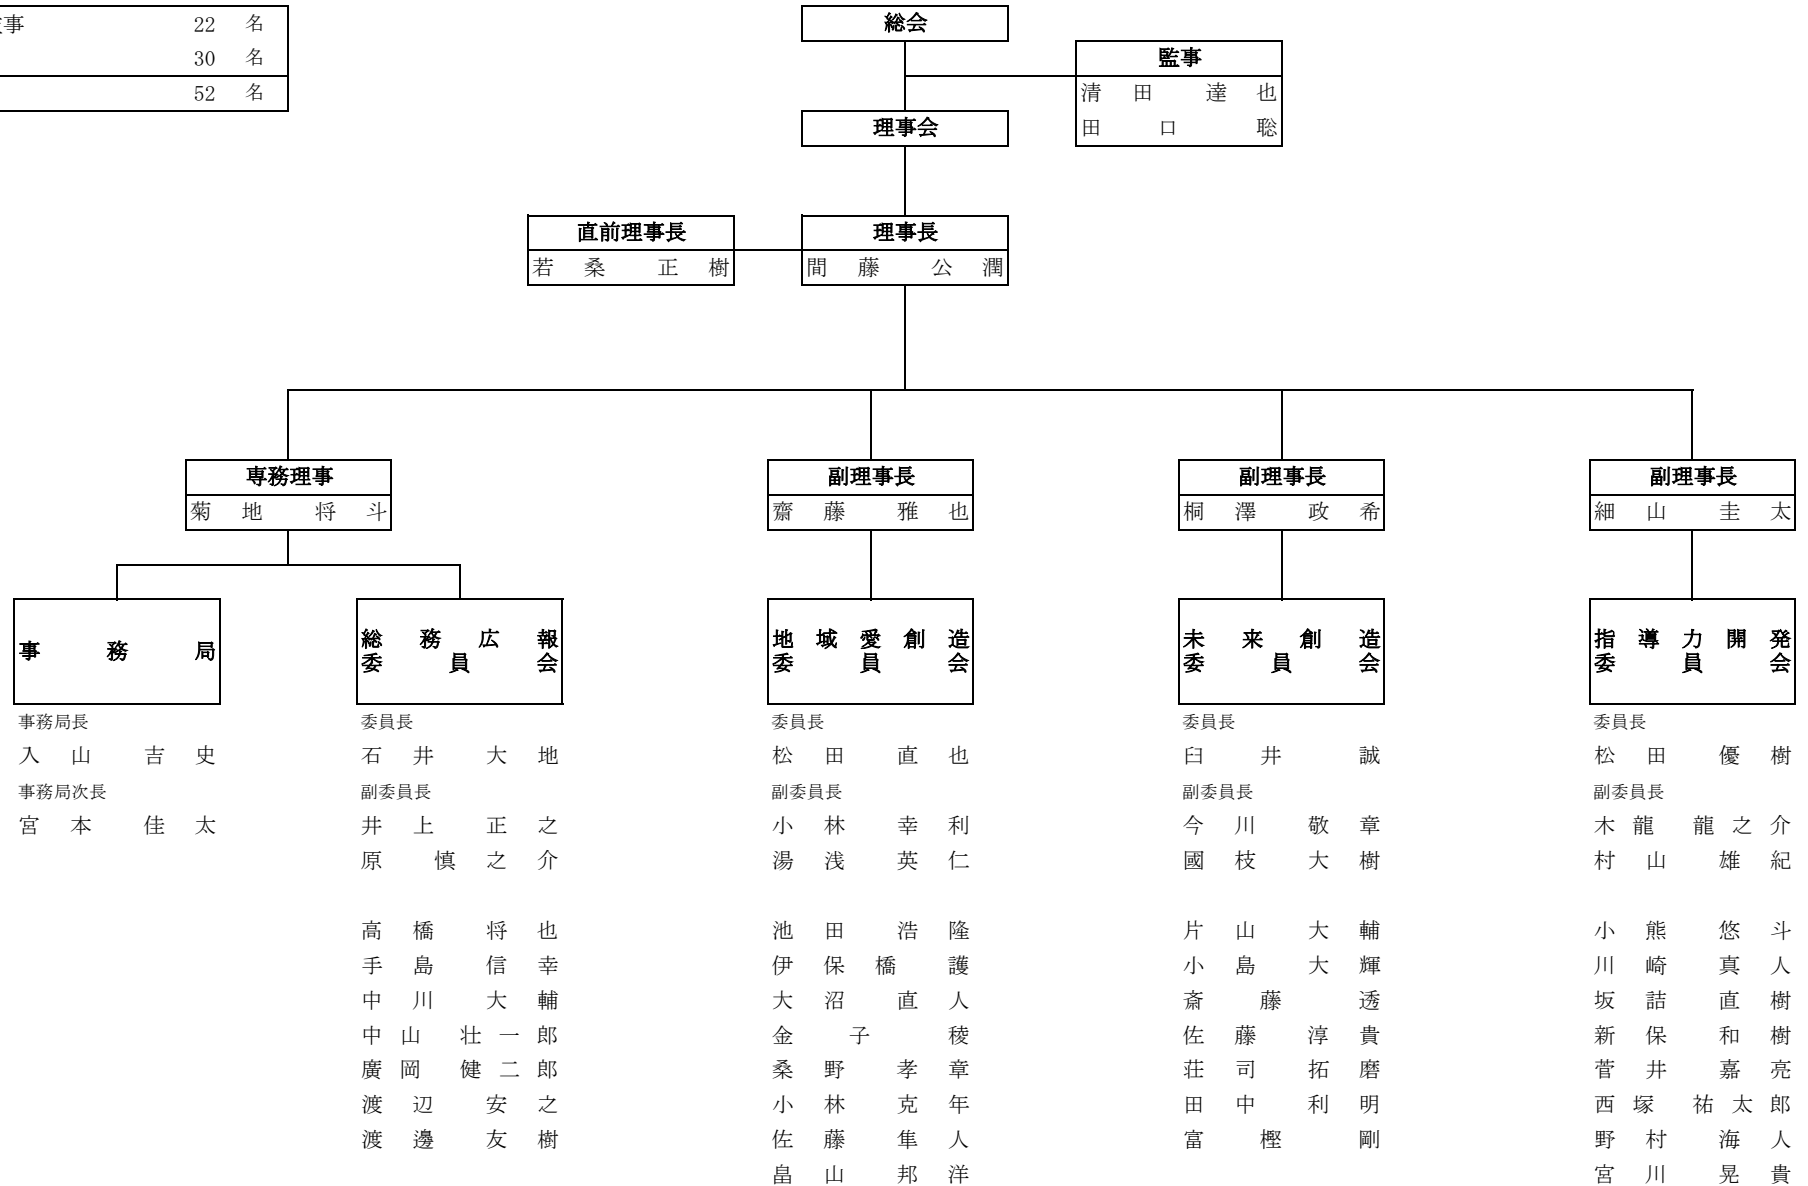 事 22 名
30 名
52 名
総会
監事
清田 達也
田口 聡
理事会
直前理事長
若桑 正樹
理事長
間藤 公潤
専務理事
菊地 将斗
副理事長
齋藤 雅也
副理事長
桐澤 政希
副理事長
細山 圭太
事務局
事務局長
入山 吉史
事務局次長
宮本 佳太
総務広報
委員会
委員長
石井 大地
副委員長
井上 正之
原 慎之介
高橋 将也
手島 信幸
中川 大輔
中山 壮一郎
廣岡 健二郎
渡辺 安之
渡邊 友樹
地域愛創造
委員会
委員長
松田 直也
副委員長
小林 幸利
湯浅 英仁
池田 浩隆
伊保橋 護
大沼 直人
金子 稜
桑野 孝章
小林 克年
佐藤 隼人
畠山 邦洋
未来創造
委員会
委員長
臼井 誠
副委員長
今川 敬章
國枝 大樹
片山 大輔
小島 大輝
斎藤 透
佐藤 淳貴
荘司 拓磨
田中 利明
富樫 剛
指導力開発
委員会
委員長
松田 優樹
副委員長
木龍 龍之介
村山 雄紀
小熊 悠斗
川崎 真人
坂詰 直樹
新保 和樹
菅井 嘉亮
西塚 祐太郎
野村 海人
宮川 晃貴